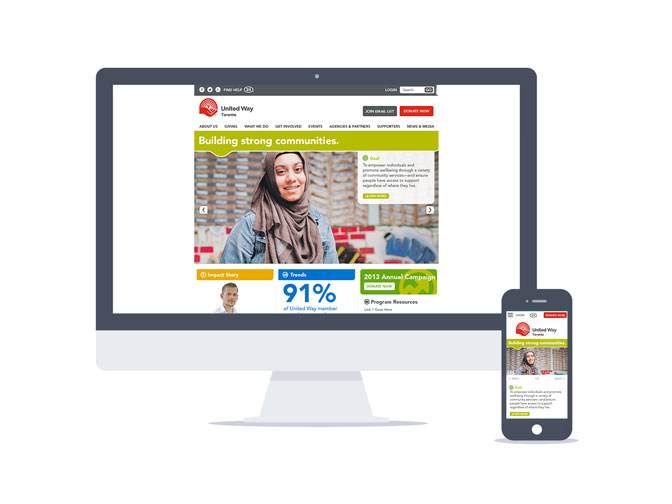 FIND HELP 211
LOGIN
Search
GO
United Way
Toronto
JOIN EMAIL LIST
DONATE NOW
ABOUT US GIVING WHAT WE DO GET INVOLVED EVENTS AGENCIES & PARTNERS SUPPORTERS NEWS & MEDIA
Building strong communities.
Goal
To empower individuals and
promote wellbeing through a variety
of community services—and ensure
people have access to support
regardless of where they live.
LEARN MORE
Impact Story
Trends
91%
of United Way member
2013 Annual Campaign
DONATE NOW
Program Resources
LOGIN
DONATE NOW
United Way
Toronto
Building strong communities
Goal
To empower individuals and promote
wellbeing through a variety of
community services—and ensure
people have access to support
regardless of where they live.
LEARN MORE